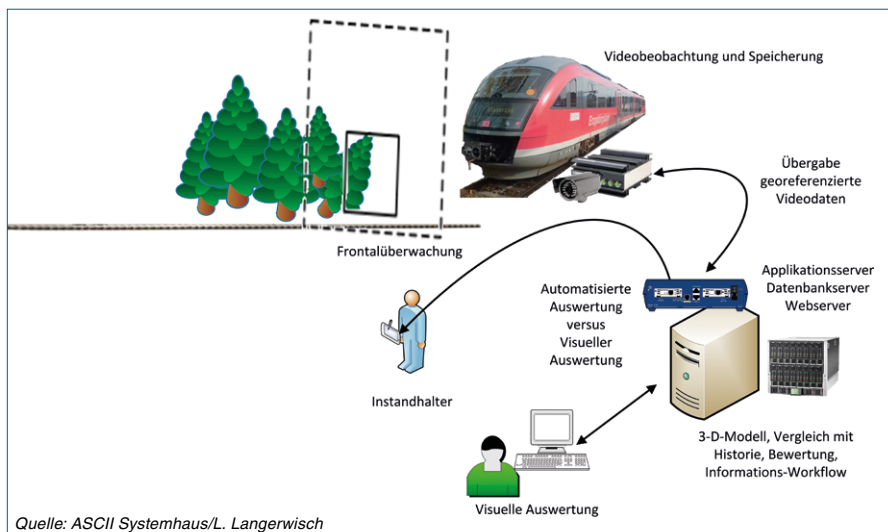 Videobeobachtung und Speicherung
Übergabe
georeferenzierte
Videodaten
Frontalüberwachung
Applikationsserver
Datenbankserver
Webserver
Automatisierte
Auswertung
versus
Visueller
Auswertung
Instandhalter
3-D-Modell, Vergleich mit
Historie, Bewertung,
Informations-Workflow
Visuelle Auswertung
Quelle: ASCII Systemhaus/L. Langerwisch